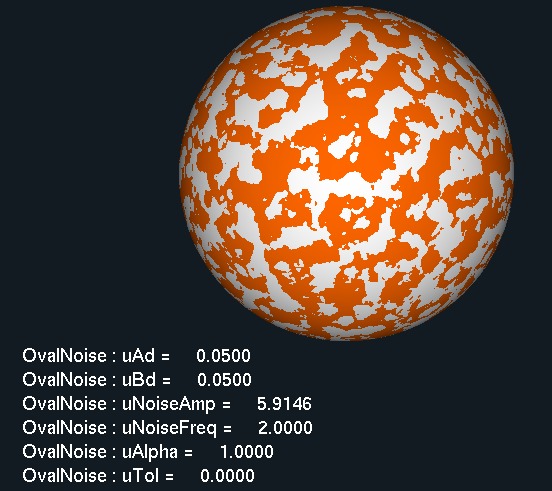 OvalNoise : uAd = 0.0500
OvalNoise : uBd = 0.0500
OvalNoise : uNoiseAmp = 5.9146
OvalNoise : uNoiseFreq = 2.0000
OvalNoise : uAlpha = 1.0000
OvalNoise : uTol = 0.0000